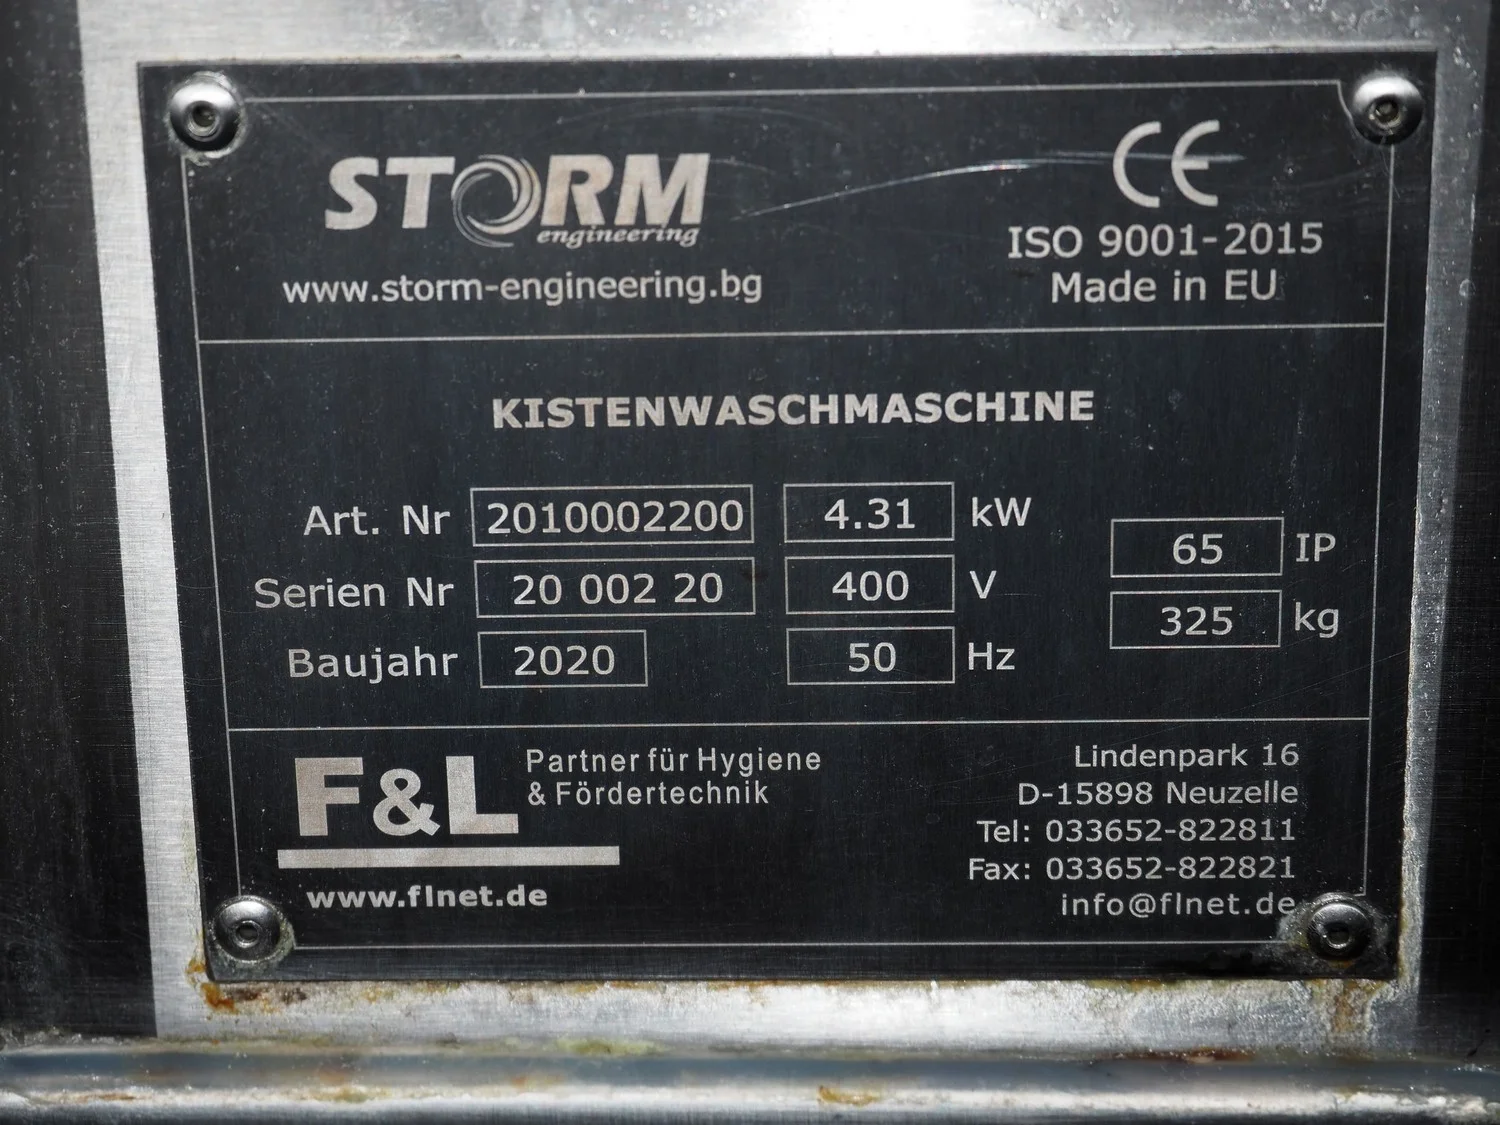 STORM
engineering
www.storm-engineering.bg
CE
ISO 9001-2015
Made in EU
KISTENWASCHMASCHINE
Art. Nr 2010002200 4.31 kW
65 IP
Serien Nr 20 002 20 400 V
325 kg
Baujahr 2020 50 Hz
F&L
Partner für Hygiene
& Fördertechnik
www.flnet.de
Lindenpark 16
D-15898 Neuzelle
Tel: 033652-822811
Fax: 033652-822821
info@flnet.de